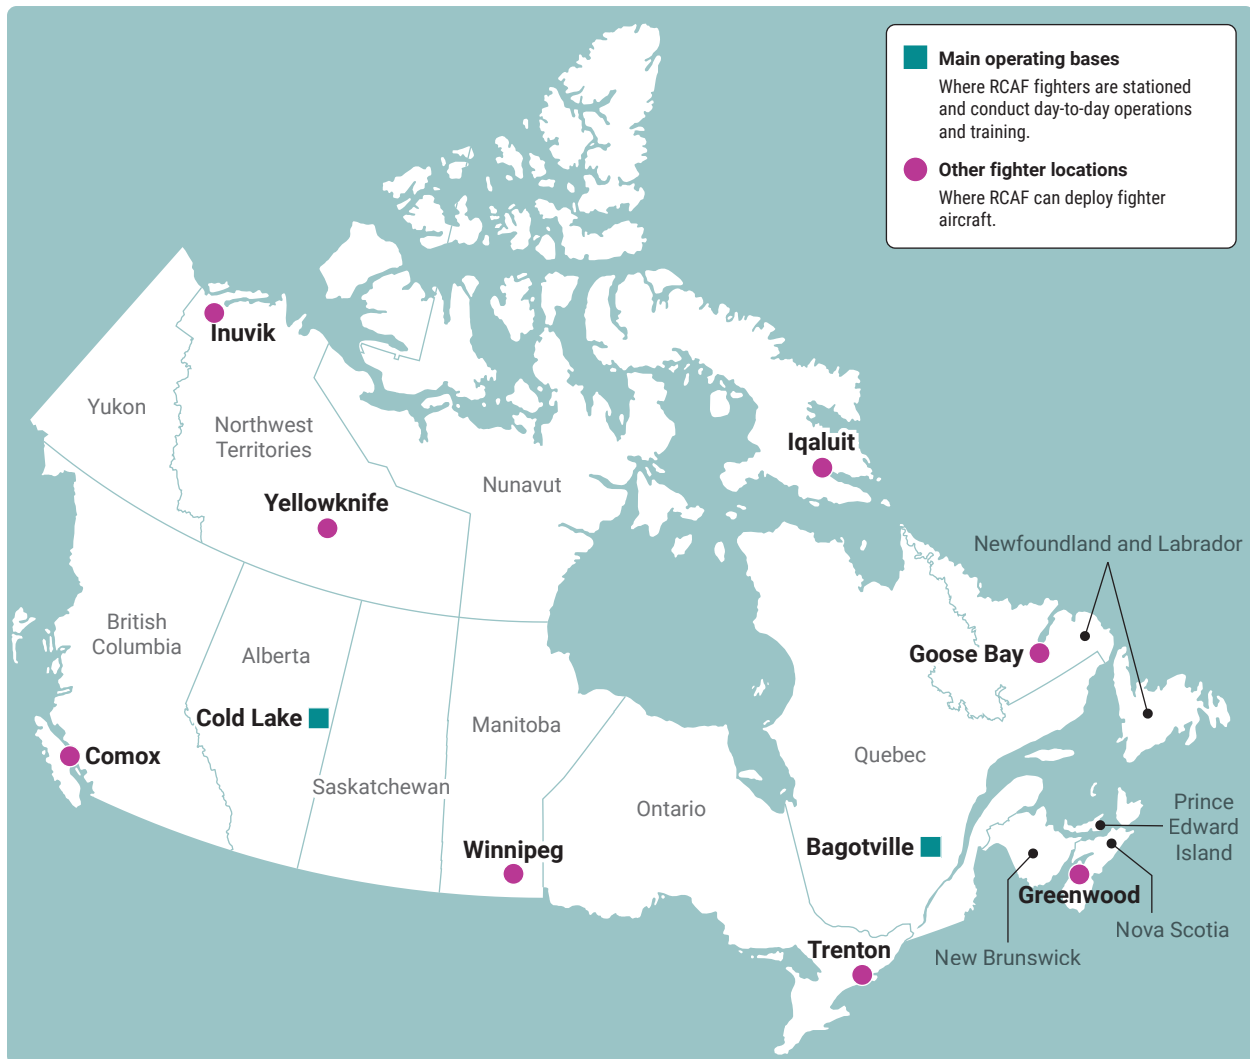 Main operating bases
Where RCAF fighters are stationed
and conduct day-to-day operations
and training.
Other fighter locations
Where RCAF can deploy fighter
aircraft.
Inuvik
Yukon
Northwest
Territories
Iqaluit
Nunavut
Yellowknife
Newfoundland and Labrador
British
Columbia
Alberta
Goose Bay
Cold Lake
Manitoba
Comox
Quebec
Saskatchewan
Ontario
Prince
Edward
Island
Bagotville
Winnipeg
Greenwood
Nova Scotia
Trenton
New Brunswick